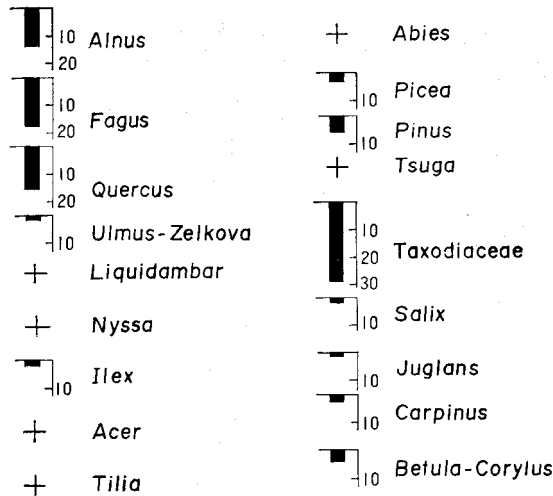 10
20 Alnus
10
20 Fagus
10
20 Quercus
10 Ulmus-Zelkova
+ Liquidambar
+ Nyssa
10 Ilex
+ Acer
+ Tilia
+ Abies
10 Picea
10 Pinus
+ Tsuga
10
20
30 Taxodiaceae
10 Salix
10 Juglans
10 Carpinus
10 Betula-Corylus